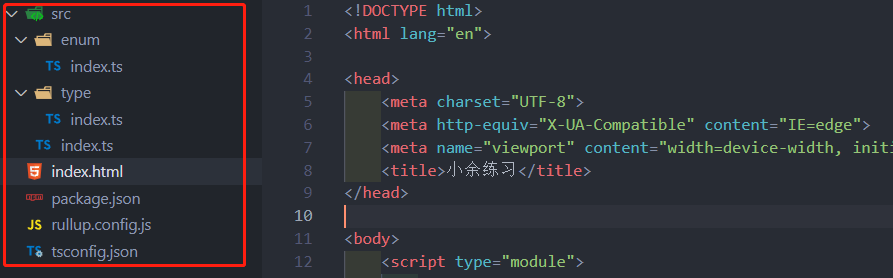 src
enum
TS index.ts
type
TS index.ts
TS index.ts
index.html
package.json
JS rullup.config.js
TS tsconfig.json
1 <!DOCTYPE html>
2 <html lang="en">
3
4 <head>
5 <meta charset="UTF-8">
6 <meta http-equiv="X-UA-Compatible" content="IE=edge">
7 <meta name="viewport" content="width=device-width, initi
8 <title>小余练习</title>
9 </head>
10
11 <body>
12 <script type="module">